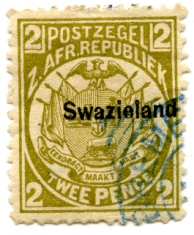 2 POSTZEGEL 2
Z. AFR. REPUBLIEK
Swazieland
EENDRAGT MAAKT MAGT
2 TWEE PENCE 2